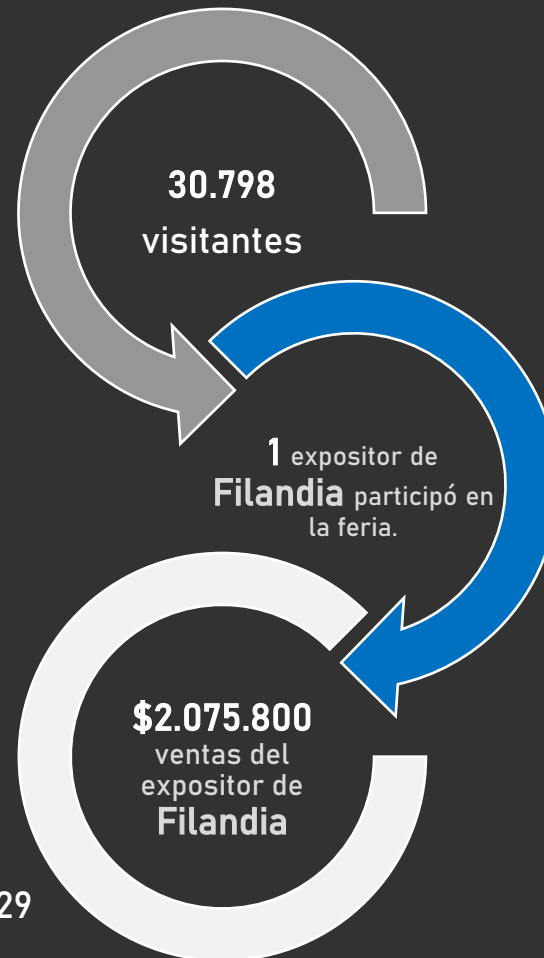 30.798
visitantes
1 expositor de
Filandia participó en
la feria.
$2.075.800
ventas del
expositor de
Filandia
29